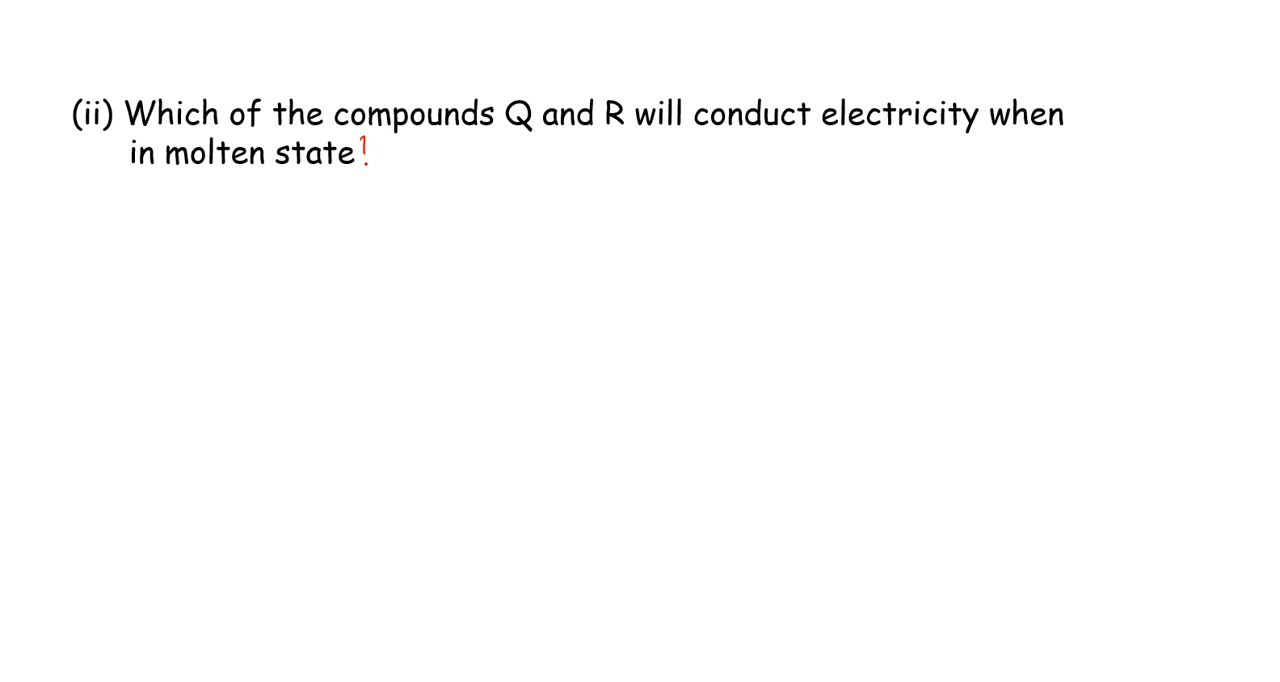 (ii) Which of the compounds Q and R will conduct electricity when
in molten state?